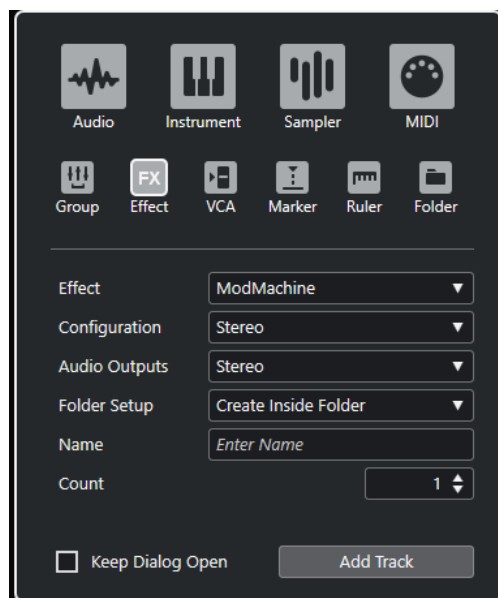 Audio Instrument Sampler MIDI
FX
Group Effect VCA Marker Ruler Folder
Effect ModMachine
Configuration Stereo
Audio Outputs Stereo
Folder Setup Create Inside Folder
Name Enter Name
Count 1
Keep Dialog Open Add Track